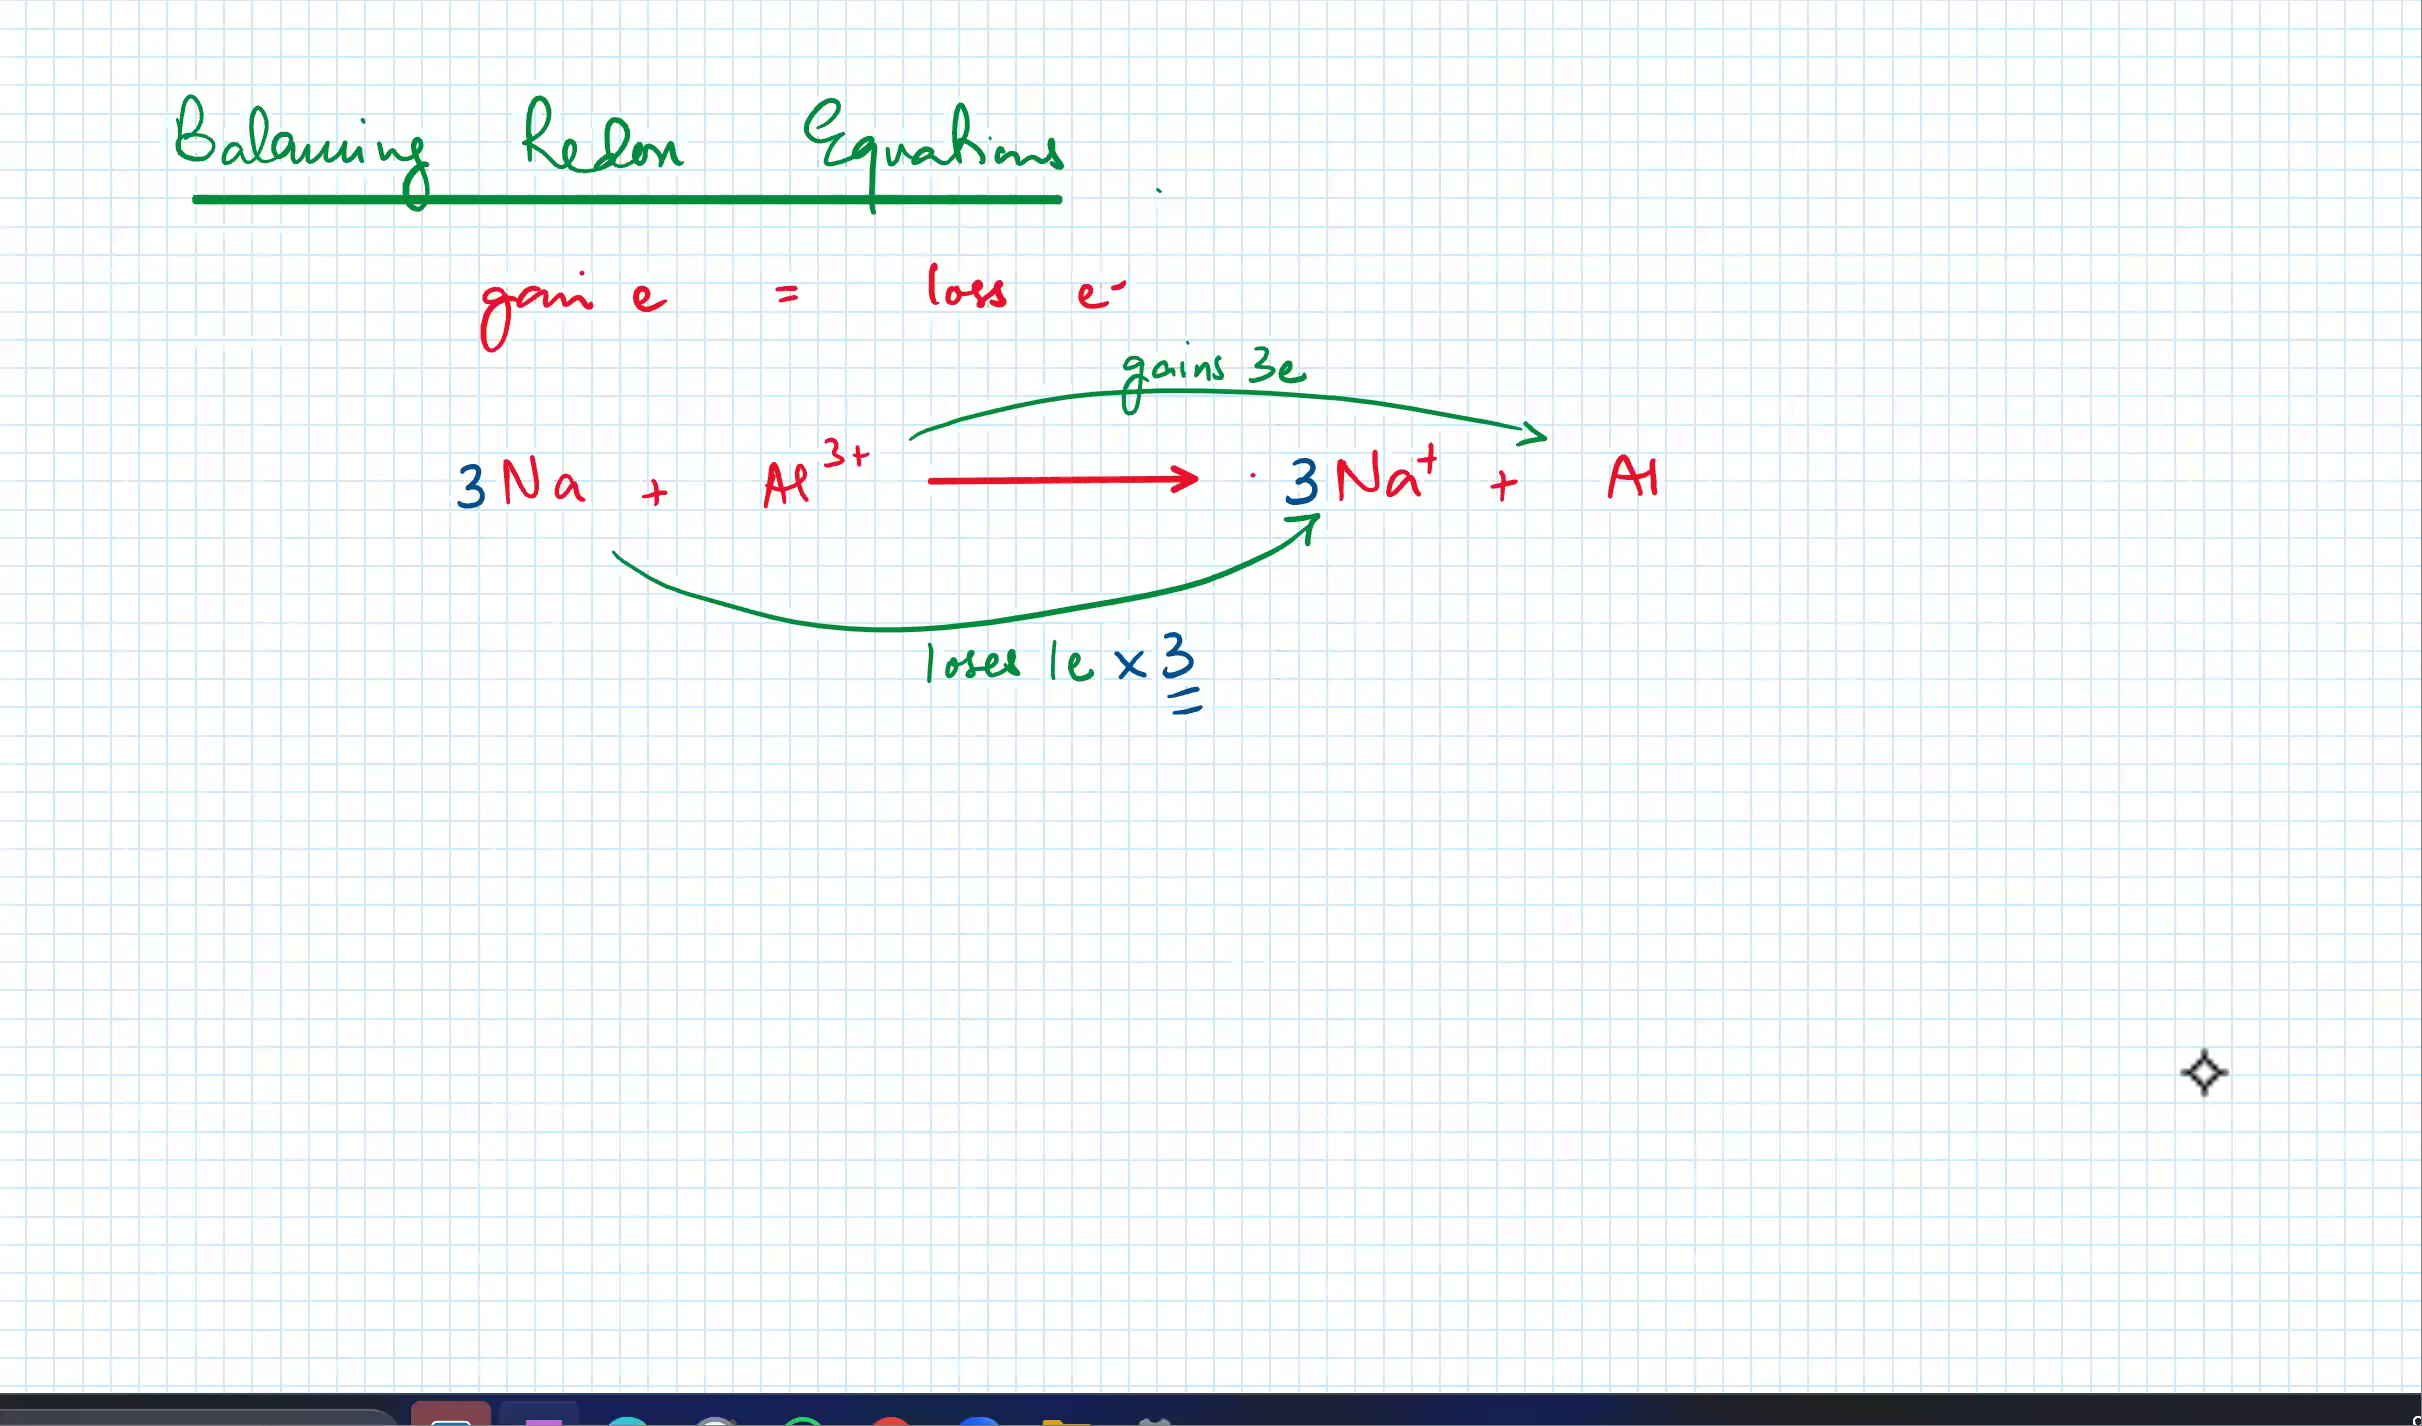 Balancing Redox Equations
gain e = loss e⁻
gains 3e
3Na + Al³⁺ → 3Na⁺ + Al
loses 1e × 3